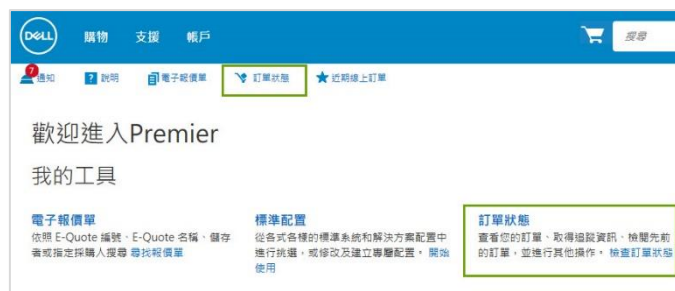 DELL 購物 支援 帳戶 搜尋
7 通知 ? 說明 電子報價單 訂單狀態 近期線上訂單
歡迎進入Premier
我的工具
電子報價單 標準配置 訂單狀態
依照 E-Quote 編號、E-Quote 名稱、儲存 從各式各樣的標準系統和解決方案配置中 查看您的訂單、取得追蹤資訊、檢閱先前
者或指定採購人搜尋 尋找報價單 進行挑選，或修改及建立專屬配置。 開始 的訂單，並進行其他操作。 檢查訂單狀態
使用